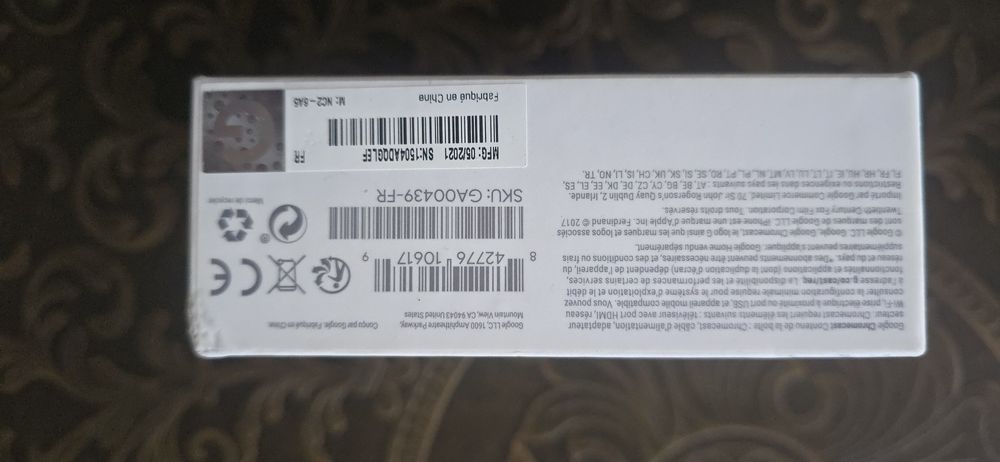 Google Chromecast Contenu de la boîte : Chromecast, câble d'alimentation, adaptateur
secteur. Chromecast requiert les éléments suivants : téléviseur avec port HDMI, réseau
Wi-Fi, prise électrique à proximité ou port USB, et appareil mobile compatible. Vous pouvez
consulter la configuration minimale requise pour le système d'exploitation et le débit
à l'adresse g.co/cast/req. La disponibilité et les performances de certains services,
fonctionnalités et applications (dont la duplication d'écran) dépendent de l'appareil, du
réseau et du pays. *Des abonnements peuvent être nécessaires, et des conditions ou frais
supplémentaires peuvent s'appliquer. Google Home vendu séparément.
© Google LLC. Google, Google Chromecast, le logo G ainsi que les marques et logos associés
sont des marques de Google LLC. iPhone est une marque d'Apple Inc. Ferdinand © 2017
Twentieth Century Fox Film Corporation. Tous droits réservés.
Importé par Google Commerce Limited, 70 Sir John Rogerson's Quay Dublin 2, Irlande.
Restrictions ou exigences dans les pays suivants : AT, BE, BG, CY, CZ, DE, DK, EE, EL, ES,
FI, FR, HR, HU, IE, IT, LT, LU, LV, MT, NL, PL, PT, RO, SE, SI, SK, UK, CH, IS, LI, NO, TR,
Google LLC, 1600 Amphitheatre Parkway,
Mountain View, CA 94043 United States
Conçu par Google. Fabriqué en Chine.
8 42776 10617 9
SKU: GA00439-FR
Merci de recycler
MFG: 05/2021 SN:1504ADQGLEF
FR
Fabriqué en Chine
M: NC2-6A5
G